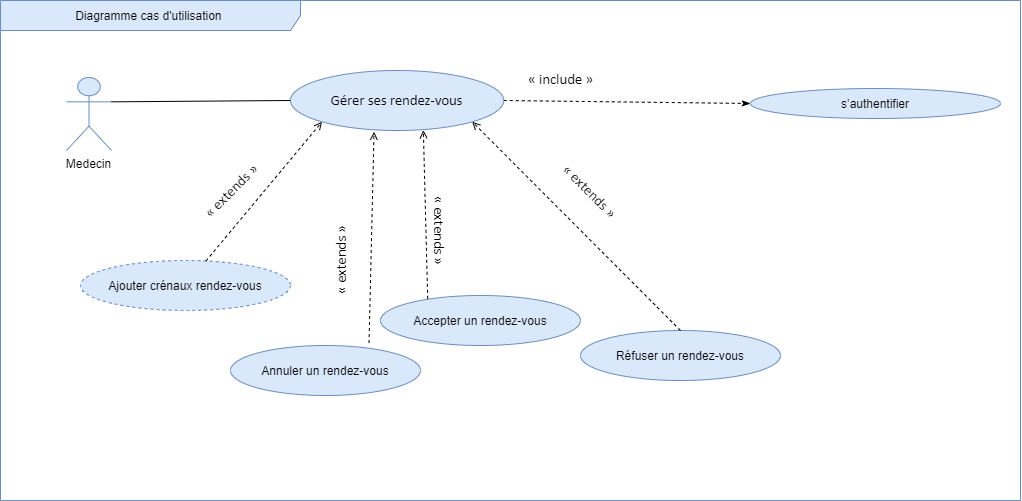 Diagramme cas d'utilisation
« include »
Gérer ses rendez-vous
s'authentifier
Medecin
« extends »
« extends »
« extends »
« extends »
Ajouter crénaux rendez-vous
Accepter un rendez-vous
Réfuser un rendez-vous
Annuler un rendez-vous